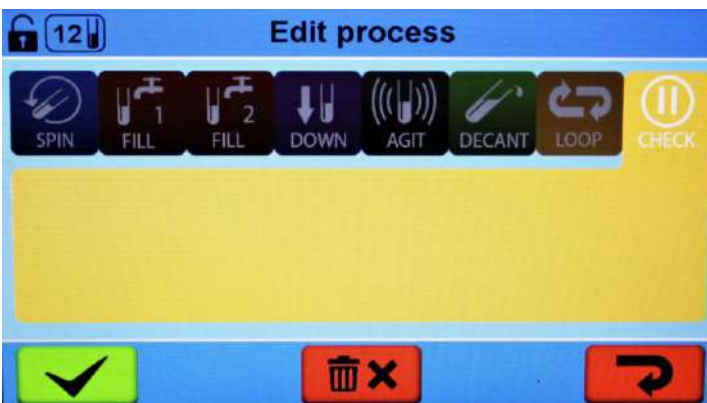 12 Edit process
1 2
SPIN FILL FILL DOWN AGIT DECANT LOOP CHECK